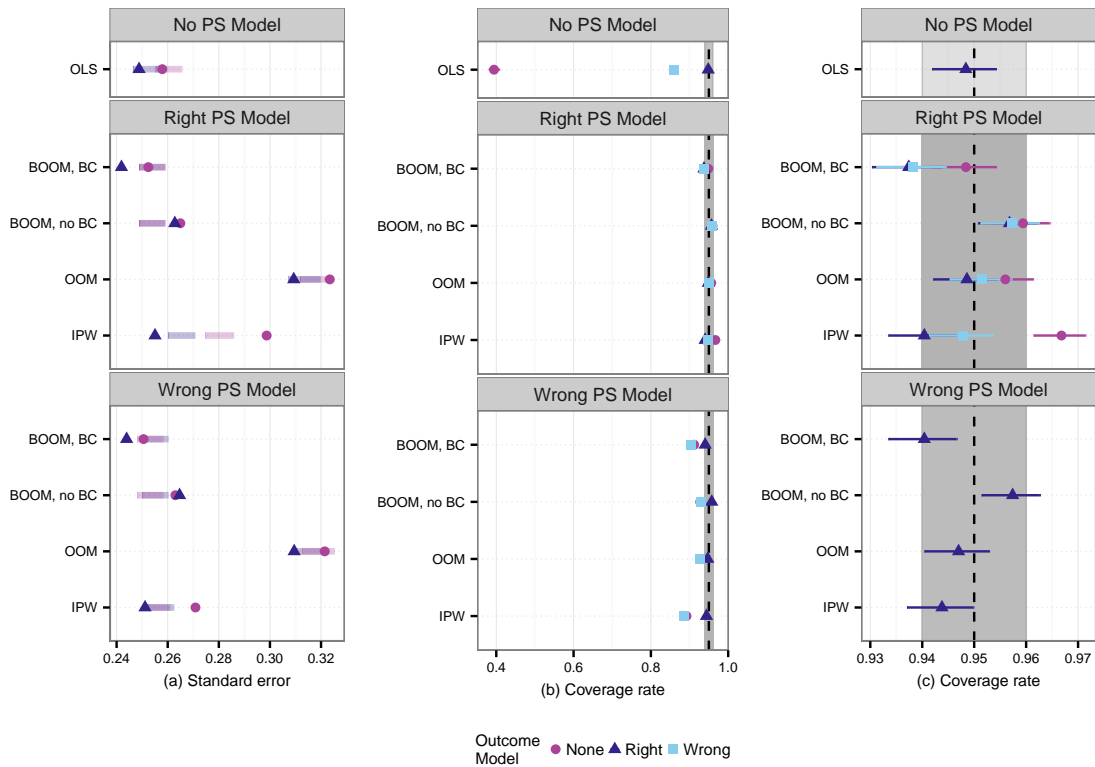 No PS Model
OLS
Right PS Model
BOOM, BC
BOOM, no BC
OOM
IPW
Wrong PS Model
BOOM, BC
BOOM, no BC
OOM
IPW
0.24 0.26 0.28 0.30 0.32
(a) Standard error
No PS Model
OLS
Right PS Model
BOOM, BC
BOOM, no BC
OOM
IPW
Wrong PS Model
BOOM, BC
BOOM, no BC
OOM
IPW
0.4 0.6 0.8 1.0
(b) Coverage rate
No PS Model
OLS
Right PS Model
BOOM, BC
BOOM, no BC
OOM
IPW
Wrong PS Model
BOOM, BC
BOOM, no BC
OOM
IPW
0.93 0.94 0.95 0.96 0.97
(c) Coverage rate
Outcome
Model
None Right Wrong